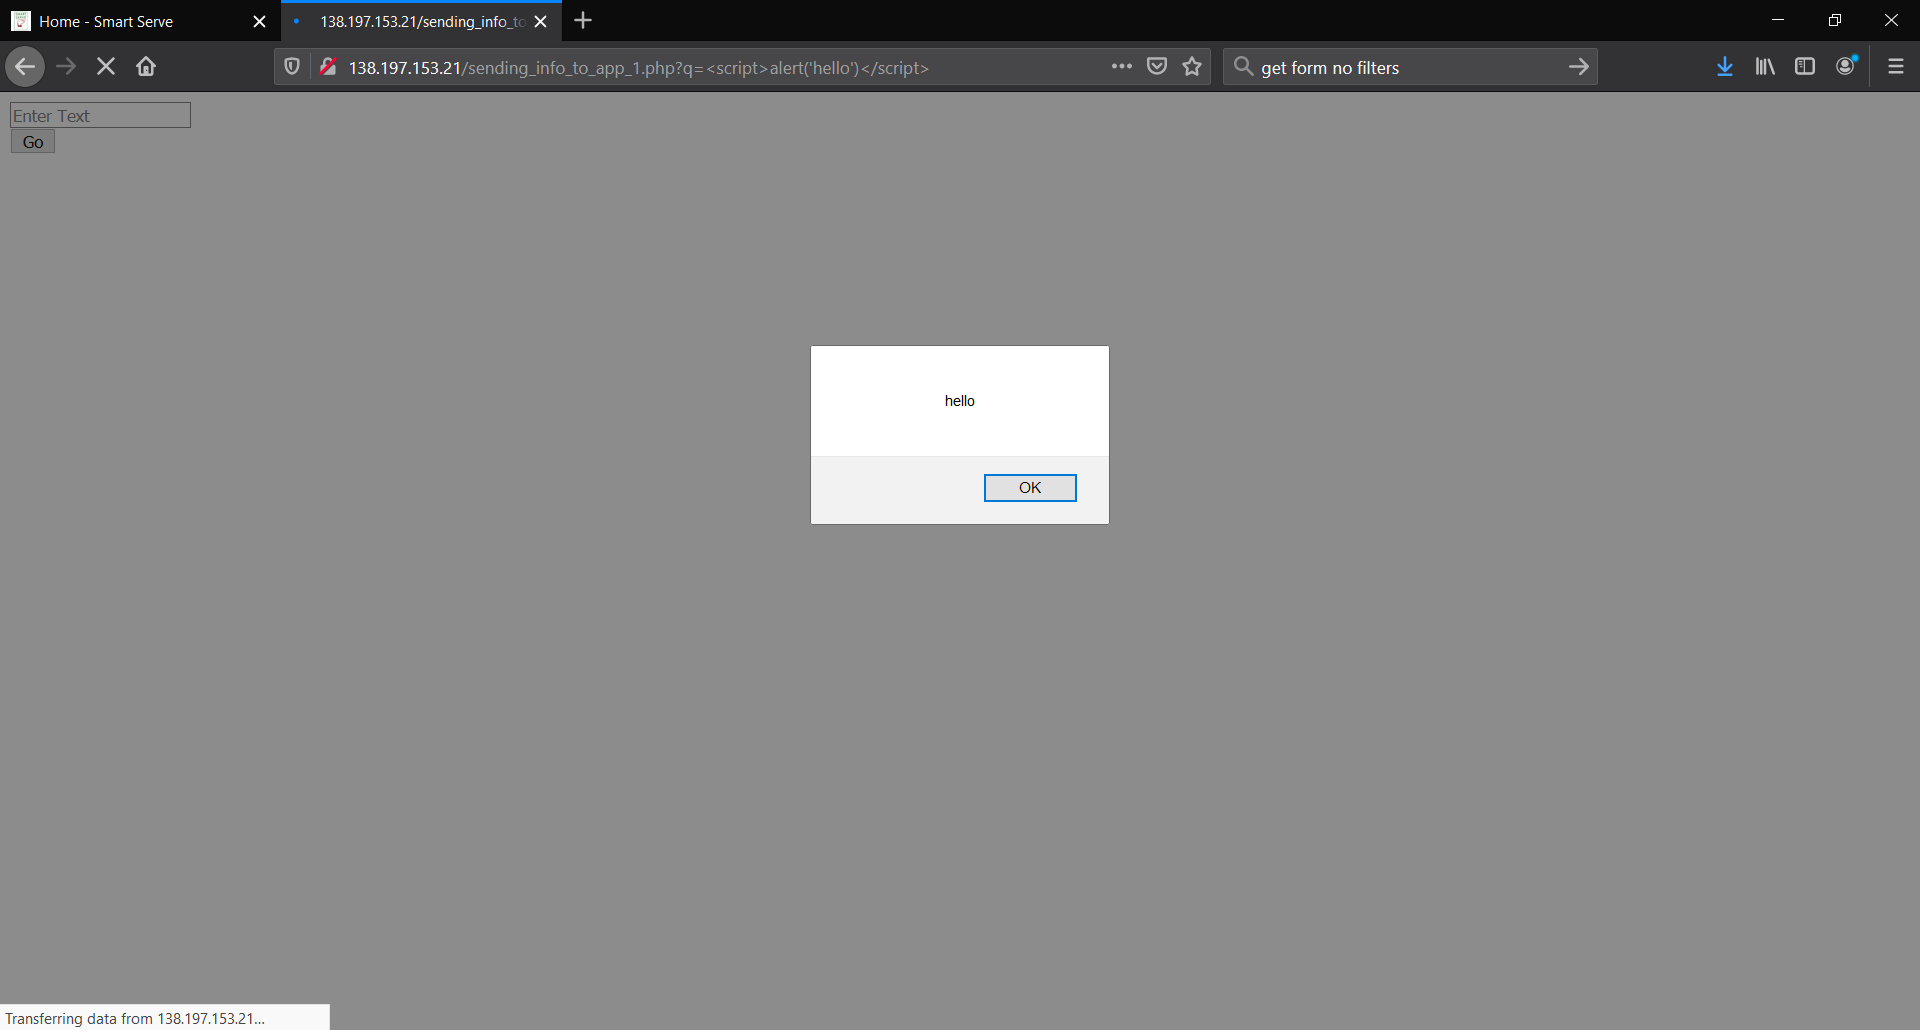 Home - Smart Serve
138.197.153.21/sending_info_to
138.197.153.21/sending_info_to_app_1.php?q=<script>alert('hello')</script>
get form no filters
Enter Text
Go
hello
OK
Transferring data from 138.197.153.21...